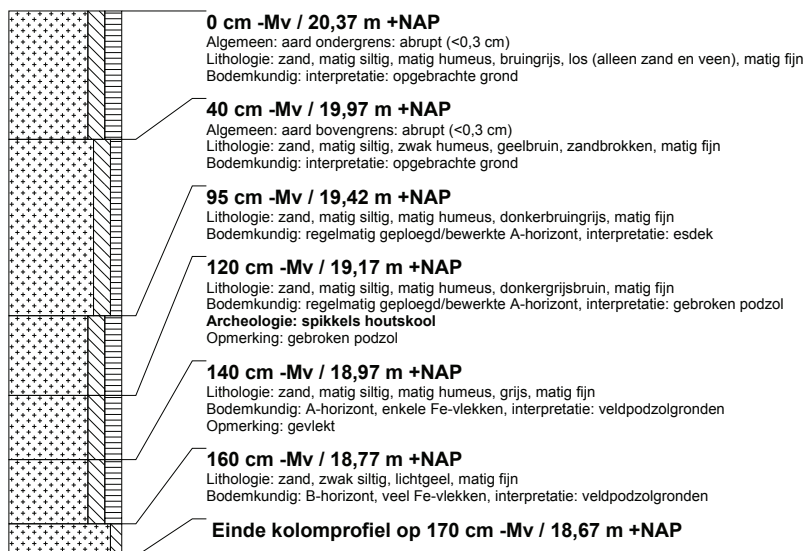 0 cm -Mv / 20,37 m +NAP
Algemeen: aard ondergrens: abrupt (<0,3 cm)
Lithologie: zand, matig siltig, matig humeus, bruingrijs, los (alleen zand en veen), matig fijn
Bodemkundig: interpretatie: opgebrachte grond
40 cm -Mv / 19,97 m +NAP
Algemeen: aard bovengrens: abrupt (<0,3 cm)
Lithologie: zand, matig siltig, zwak humeus, geelbruin, zandbrokken, matig fijn
Bodemkundig: interpretatie: opgebrachte grond
95 cm -Mv / 19,42 m +NAP
Lithologie: zand, matig siltig, matig humeus, donkerbruingrijs, matig fijn
Bodemkundig: regelmatig geploegd/bewerkte A-horizont, interpretatie: esdek
120 cm -Mv / 19,17 m +NAP
Lithologie: zand, matig siltig, matig humeus, donkergrijsbruin, matig fijn
Bodemkundig: regelmatig geploegd/bewerkte A-horizont, interpretatie: gebroken podzol
Archeologie: spikkels houtskool
Opmerking: gebroken podzol
140 cm -Mv / 18,97 m +NAP
Lithologie: zand, matig siltig, matig humeus, grijs, matig fijn
Bodemkundig: A-horizont, enkele Fe-vlekken, interpretatie: veldpodzolgronden
Opmerking: gevlekt
160 cm -Mv / 18,77 m +NAP
Lithologie: zand, zwak siltig, lichtgeel, matig fijn
Bodemkundig: B-horizont, veel Fe-vlekken, interpretatie: veldpodzolgronden
Einde kolomprofiel op 170 cm -Mv / 18,67 m +NAP